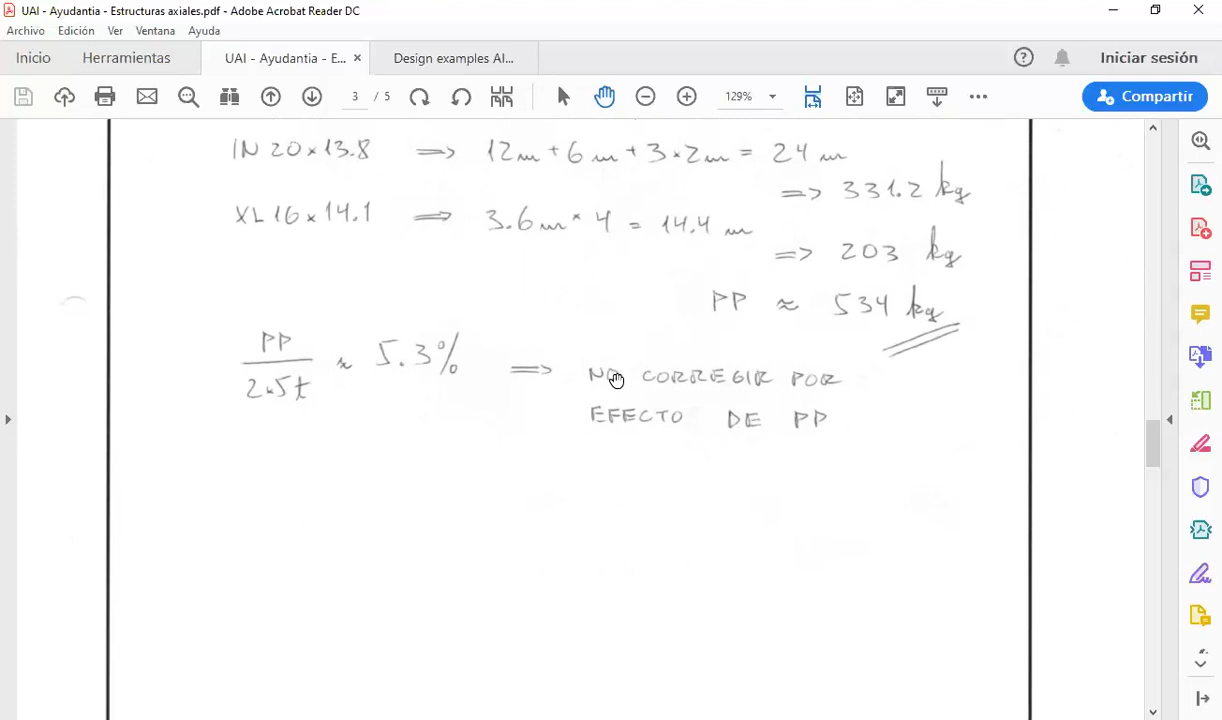 UAI - Ayudantia - Estructuras axiales.pdf - Adobe Acrobat Reader DC
Archivo Edición Ver Ventana Ayuda
Inicio Herramientas UAI - Ayudantia - E... × Design examples AI... Iniciar sesión
3 / 5 129% Compartir
IN 20×13.8 ⟹ 12m + 6m + 3×2m = 24 m
=> 331.2 kg
XL 16×14.1 ⟹ 3.6m × 4 = 14.4 m
=> 203 kg
PP ≈ 534 kg
PP / 2×5t ≈ 5.3% ⟹ NO CORREGIR POR
EFECTO DE PP